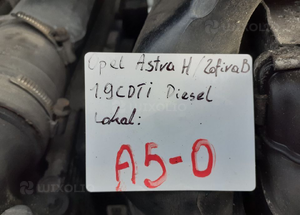 Opel Astra H/Zafira B
1.9CDTi Diesel
Lokal:
A5-0